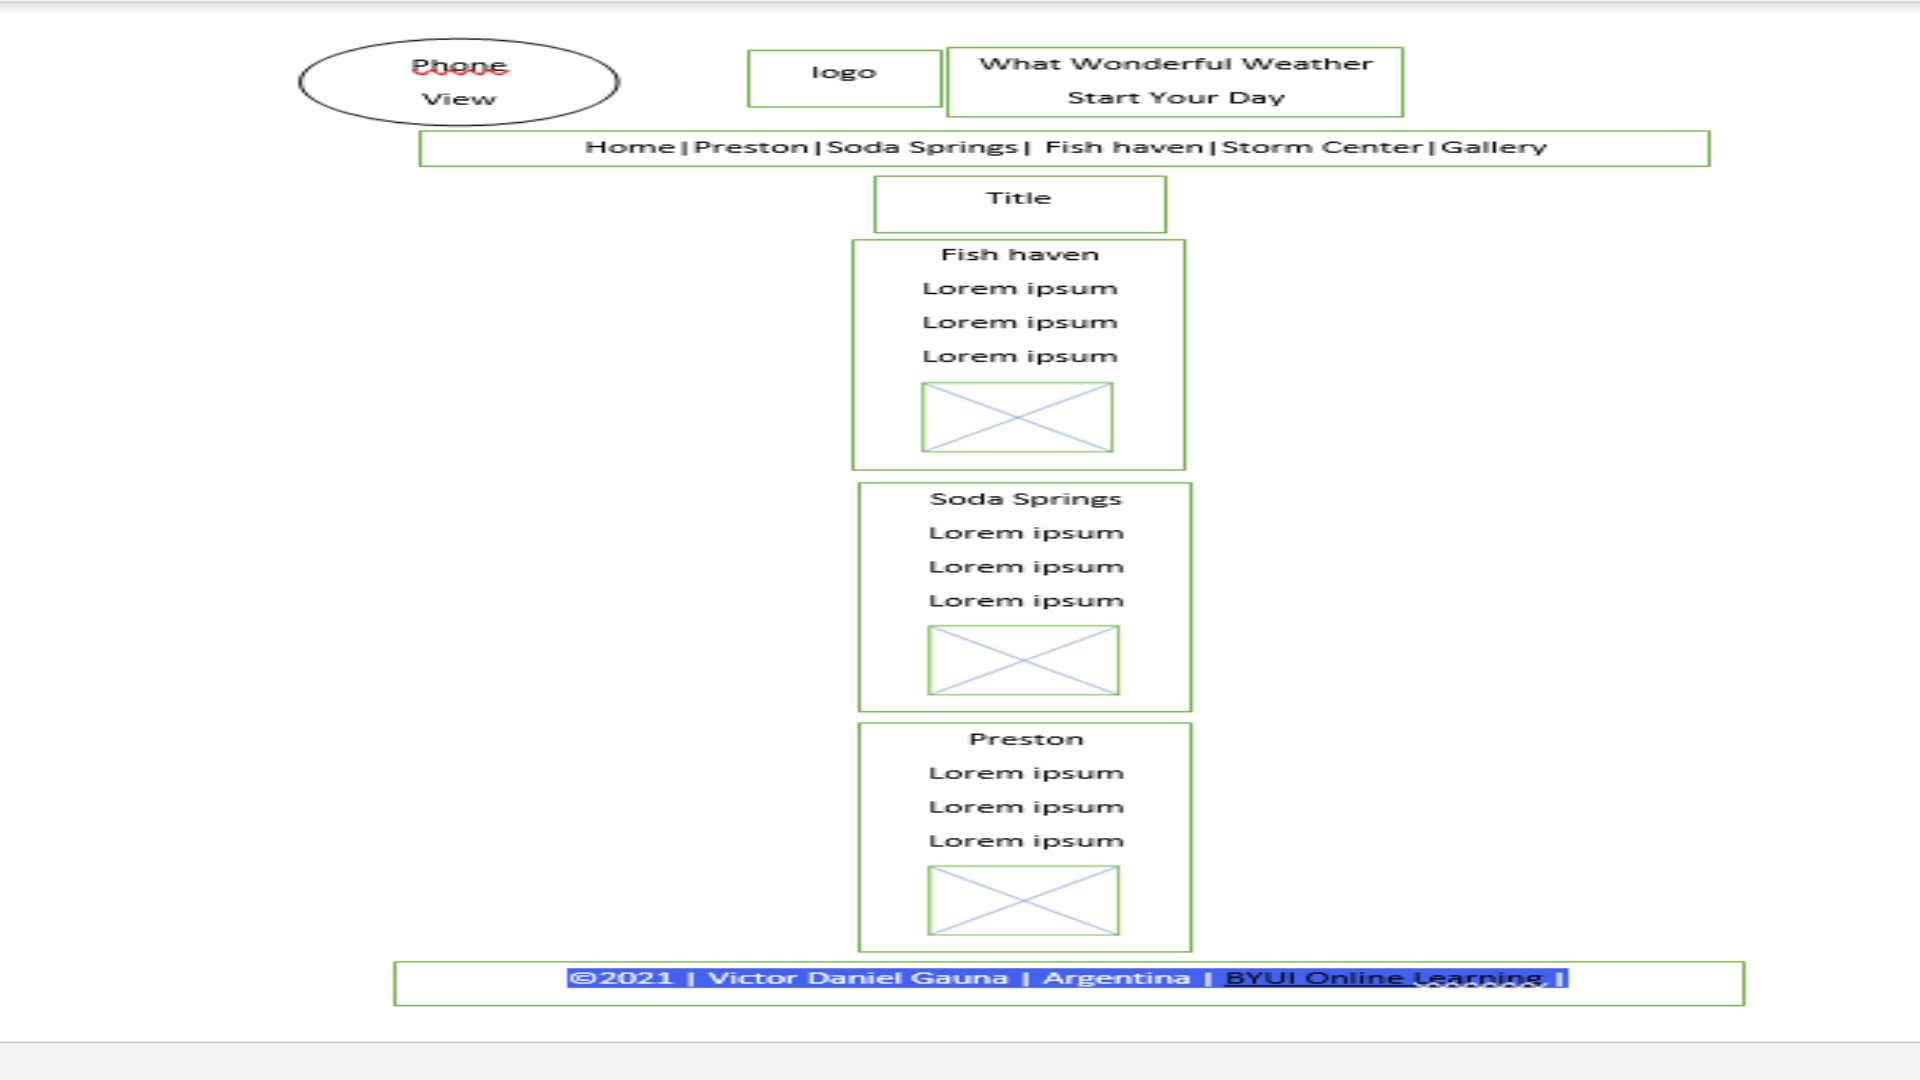 Phone
View
logo
What Wonderful Weather
Start Your Day
Home|Preston|Soda Springs| Fish haven|Storm Center|Gallery
Title
Fish haven
Lorem ipsum
Lorem ipsum
Lorem ipsum
Soda Springs
Lorem ipsum
Lorem ipsum
Lorem ipsum
Preston
Lorem ipsum
Lorem ipsum
Lorem ipsum
©2021 | Victor Daniel Gauna | Argentina | BYUI Online Learning |